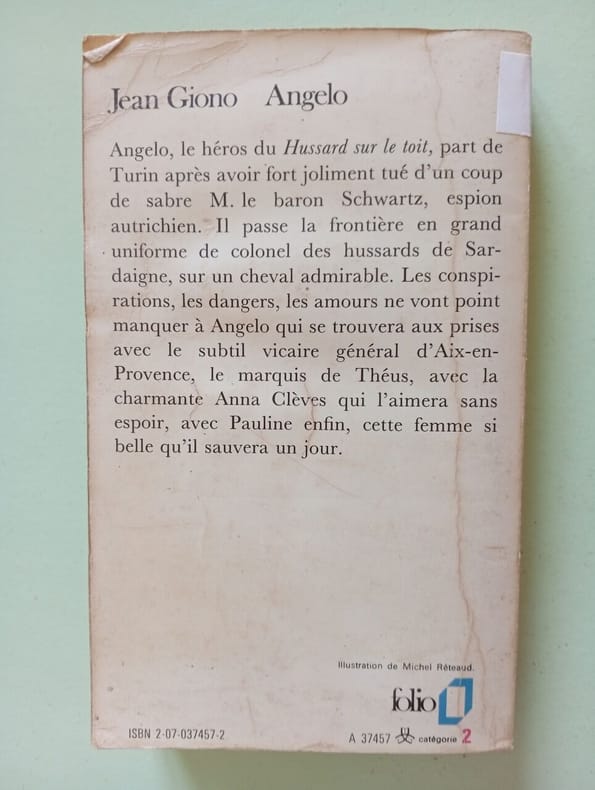 Jean Giono Angelo
Angelo, le héros du Hussard sur le toit, part de
Turin après avoir fort joliment tué d'un coup
de sabre M. le baron Schwartz, espion
autrichien. Il passe la frontière en grand
uniforme de colonel des hussards de Sar-
daigne, sur un cheval admirable. Les conspi-
rations, les dangers, les amours ne vont point
manquer à Angelo qui se trouvera aux prises
avec le subtil vicaire général d'Aix-en-
Provence, le marquis de Théus, avec la
charmante Anna Clèves qui l'aimera sans
espoir, avec Pauline enfin, cette femme si
belle qu'il sauvera un jour.
Illustration de Michel Réteaud.
folio
ISBN 2-07-037457-2
A 37457 catégorie 2